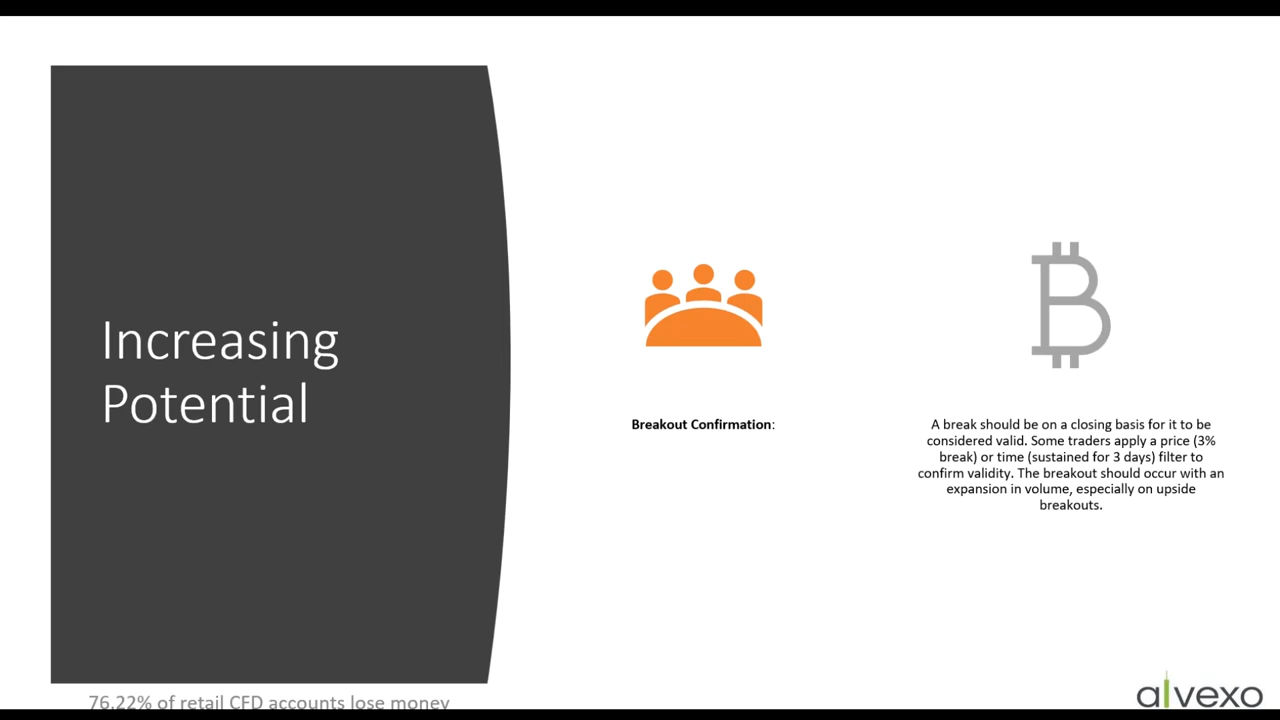 Increasing
Potential
Breakout Confirmation:
A break should be on a closing basis for it to be
considered valid. Some traders apply a price (3%
break) or time (sustained for 3 days) filter to
confirm validity. The breakout should occur with an
expansion in volume, especially on upside
breakouts.
76.22% of retail CFD accounts lose money
alvexo